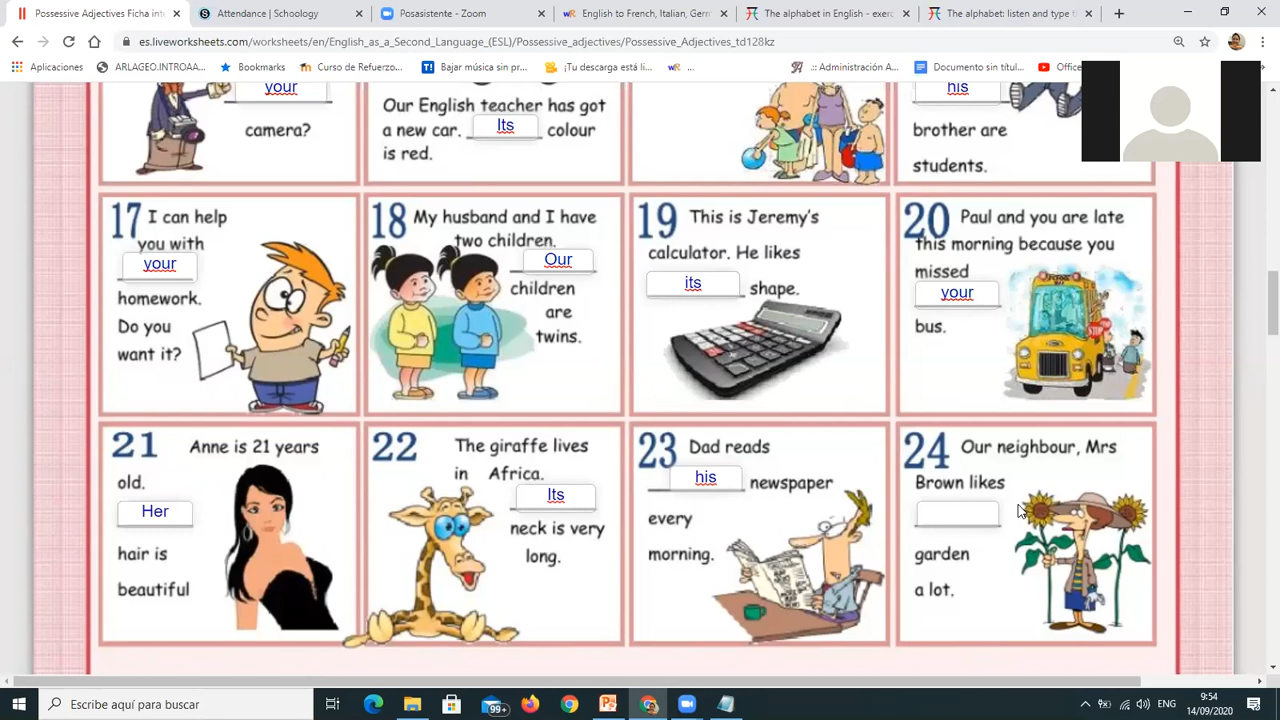 Possessive Adjectives Ficha inte
Attendance | Schoology
Posasistente - Zoom
English to French, Italian, Germ
The alphabet in English - exerc
The alphabet: listen and type th
es.liveworksheets.com/worksheets/en/English_as_a_Second_Language_(ESL)/Possessive_adjectives/Possessive_Adjectives_td128kz
Aplicaciones
ARLAGEO.INTROAA...
Bookmarks
Curso de Refuerzo...
Bajar música sin pr...
¡Tu descarga está li...
...
.:: Administración A...
Documento sin títul...
Office
your
camera?
Our English teacher has got
a new car. Its colour
is red.
his
brother are
students.
17 I can help
you with
your
homework.
Do you
want it?
18 My husband and I have
two children.
Our
children
are
twins.
19 This is Jeremy's
calculator. He likes
its shape.
20 Paul and you are late
this morning because you
missed
your
bus.
STOP
21 Anne is 21 years
old.
Her
hair is
beautiful
22 The giraffe lives
in Africa.
Its
neck is very
long.
23 Dad reads
his newspaper
every
morning.
24 Our neighbour, Mrs
Brown likes
garden
a lot.
Escribe aquí para buscar
99+
ENG
9:54
14/09/2020